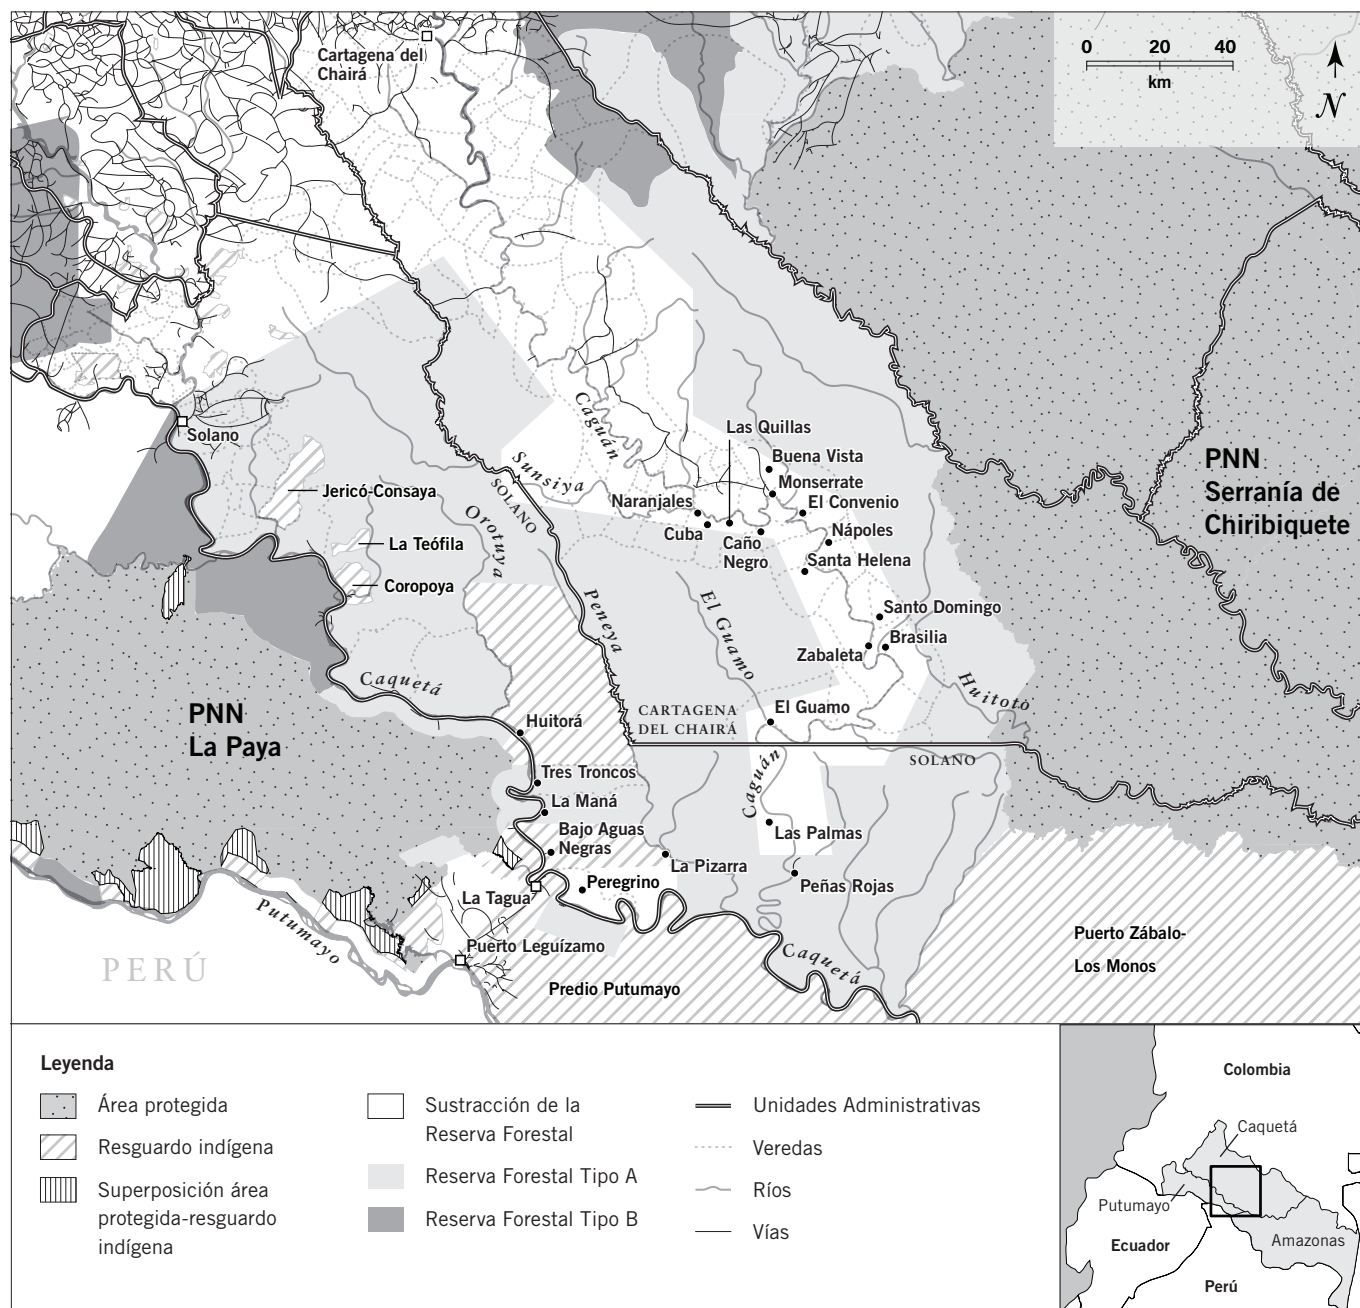 Cartagena del
Chairá
0 20 40
km
N
Caguán
Las Quillas
Buena Vista
Monserrate
Solano
Sunsiya
SOLANO
Jericó-Consaya
Naranjales
El Convenio
PNN
Serranía de
Chiribiquete
Orotuya
Cuba
Caño
Negro
Nápoles
La Teófila
Santa Helena
Coropoya
Peneya
El Guamo
Santo Domingo
Brasilia
Zabaleta
Caquetá
Huitoto
PNN
La Paya
CARTAGENA
DEL CHAIRÁ
El Guamo
Huitorá
SOLANO
Caguán
Tres Troncos
La Maná
Bajo Aguas
Negras
Las Palmas
La Pizarra
Peregrino
Peñas Rojas
La Tagua
Putumayo
Puerto Leguízamo
PERÚ
Caquetá
Puerto Zábalo-
Los Monos
Predio Putumayo
Leyenda
Área protegida
Resguardo indígena
Superposición área
protegida-resguardo
indígena
Sustracción de la
Reserva Forestal
Reserva Forestal Tipo A
Reserva Forestal Tipo B
Unidades Administrativas
Veredas
Ríos
Vías
Colombia
Caquetá
Putumayo
Ecuador
Amazonas
Perú